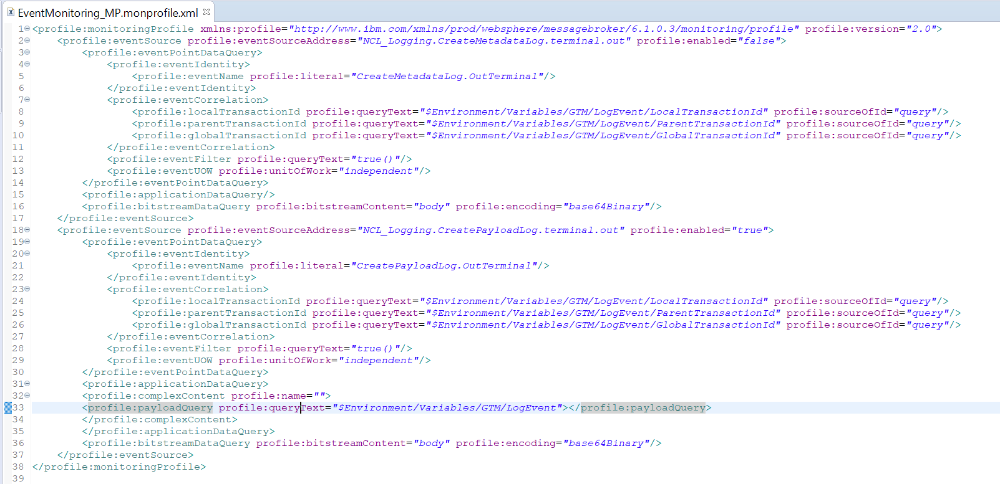 EventMonitoring_MP.monprofile.xml
1 <profile:monitoringProfile xmlns:profile="http://www.ibm.com/xmlns/prod/websphere/messagebroker/6.1.0.3/monitoring/profile" profile:version="2.0">
2 <profile:eventSource profile:eventSourceAddress="NCL_Logging.CreateMetadataLog.terminal.out" profile:enabled="false">
3 <profile:eventPointDataQuery>
4 <profile:eventIdentity>
5 <profile:eventName profile:literal="CreateMetadataLog.OutTerminal"/>
6 </profile:eventIdentity>
7 <profile:eventCorrelation>
8 <profile:localTransactionId profile:queryText="$Environment/Variables/GTM/LogEvent/LocalTransactionId" profile:sourceOfId="query"/>
9 <profile:parentTransactionId profile:queryText="$Environment/Variables/GTM/LogEvent/ParentTransactionId" profile:sourceOfId="query"/>
10 <profile:globalTransactionId profile:queryText="$Environment/Variables/GTM/LogEvent/GlobalTransactionId" profile:sourceOfId="query"/>
11 </profile:eventCorrelation>
12 <profile:eventFilter profile:queryText="true()"/>
13 <profile:eventUOW profile:unitOfWork="independent"/>
14 </profile:eventPointDataQuery>
15 <profile:applicationDataQuery/>
16 <profile:bitstreamDataQuery profile:bitstreamContent="body" profile:encoding="base64Binary"/>
17 </profile:eventSource>
18 <profile:eventSource profile:eventSourceAddress="NCL_Logging.CreatePayloadLog.terminal.out" profile:enabled="true">
19 <profile:eventPointDataQuery>
20 <profile:eventIdentity>
21 <profile:eventName profile:literal="CreatePayloadLog.OutTerminal"/>
22 </profile:eventIdentity>
23 <profile:eventCorrelation>
24 <profile:localTransactionId profile:queryText="$Environment/Variables/GTM/LogEvent/LocalTransactionId" profile:sourceOfId="query"/>
25 <profile:parentTransactionId profile:queryText="$Environment/Variables/GTM/LogEvent/ParentTransactionId" profile:sourceOfId="query"/>
26 <profile:globalTransactionId profile:queryText="$Environment/Variables/GTM/LogEvent/GlobalTransactionId" profile:sourceOfId="query"/>
27 </profile:eventCorrelation>
28 <profile:eventFilter profile:queryText="true()"/>
29 <profile:eventUOW profile:unitOfWork="independent"/>
30 </profile:eventPointDataQuery>
31 <profile:applicationDataQuery>
32 <profile:complexContent profile:name="">
33 <profile:payloadQuery profile:queryText="$Environment/Variables/GTM/LogEvent"></profile:payloadQuery>
34 </profile:complexContent>
35 </profile:applicationDataQuery>
36 <profile:bitstreamDataQuery profile:bitstreamContent="body" profile:encoding="base64Binary"/>
37 </profile:eventSource>
38 </profile:monitoringProfile>
39